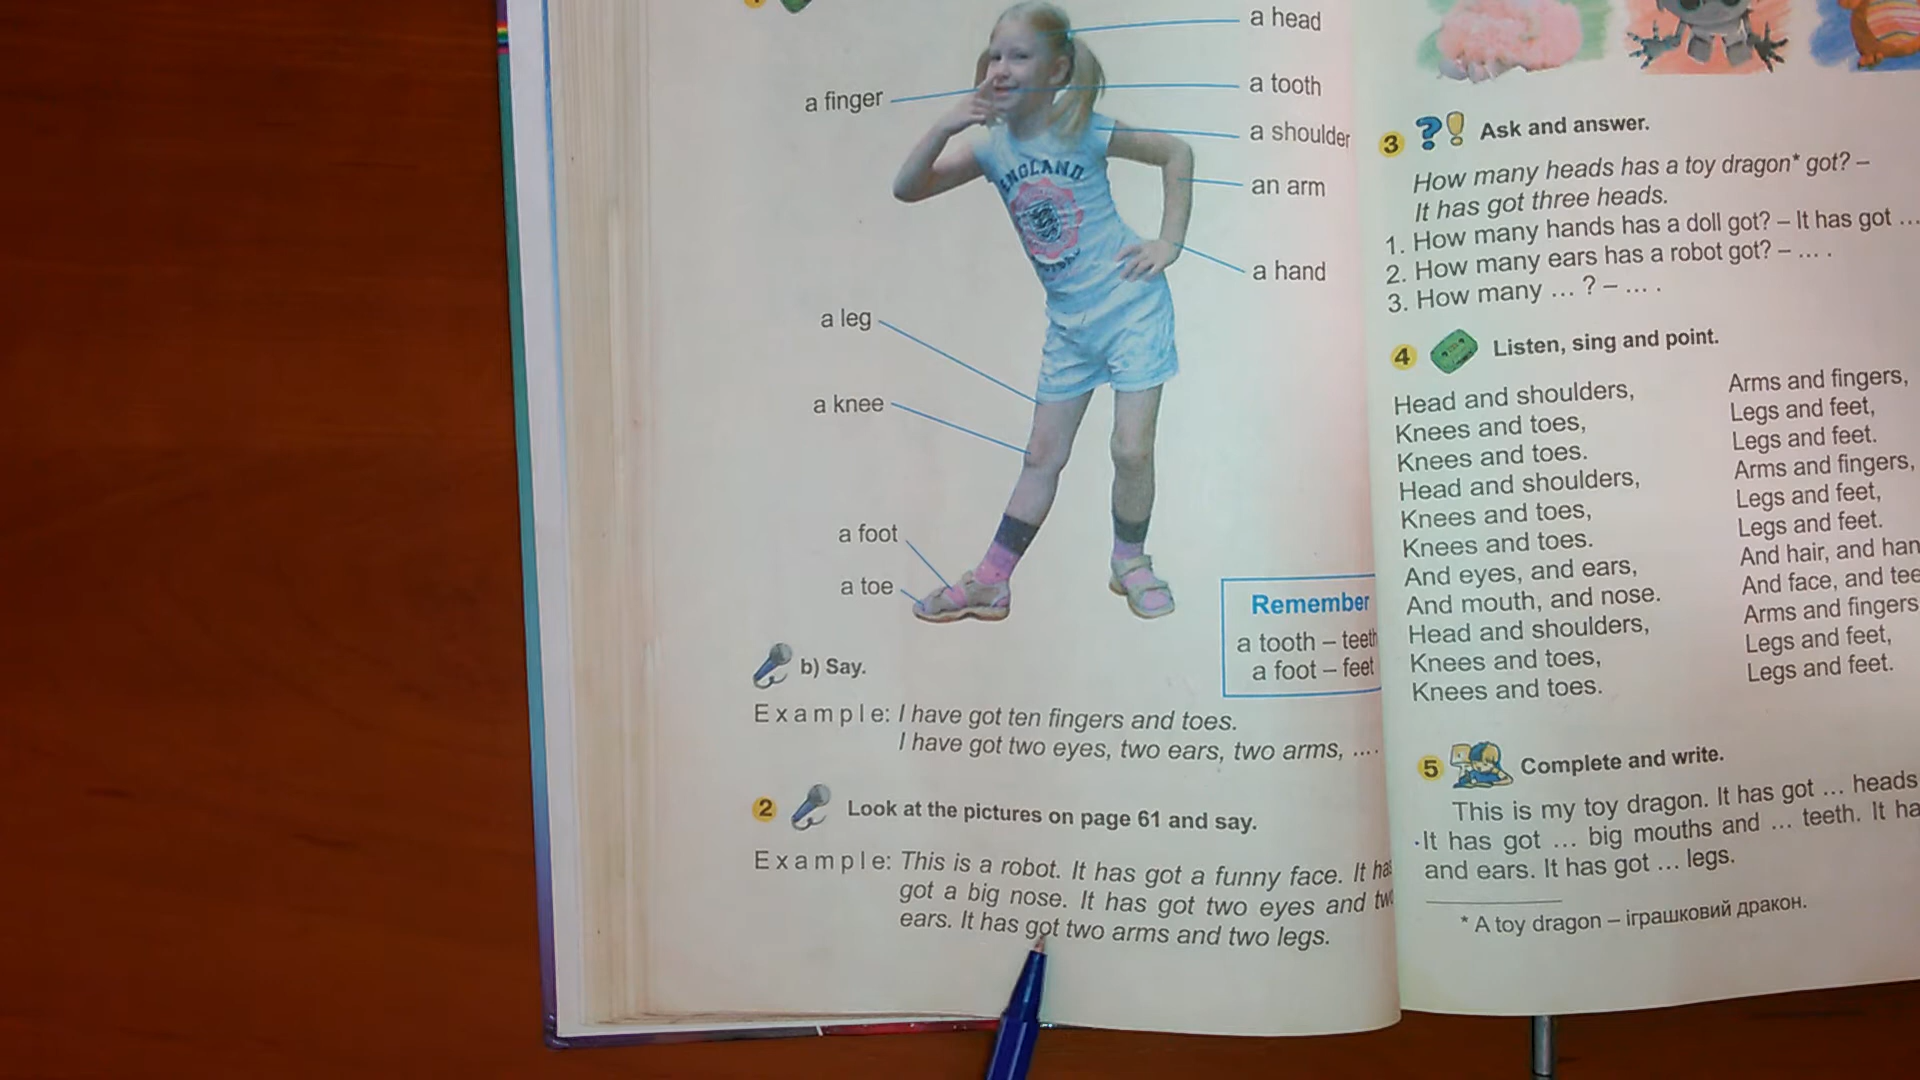 a head
a tooth
a finger
a shoulder
an arm
a hand
a leg
a knee
a foot
a toe
ENGLAND
Remember
a tooth – teeth
a foot – feet
b) Say.
Example: I have got ten fingers and toes.
I have got two eyes, two ears, two arms, ....
2 Look at the pictures on page 61 and say.
Example: This is a robot. It has got a funny face. It has
got a big nose. It has got two eyes and two
ears. It has got two arms and two legs.
3 ?! Ask and answer.
How many heads has a toy dragon* got? –
It has got three heads.
1. How many hands has a doll got? – It has got ...
2. How many ears has a robot got? – ... .
3. How many ... ? – ... .
4 Listen, sing and point.
Head and shoulders,
Knees and toes,
Knees and toes.
Head and shoulders,
Knees and toes,
Knees and toes.
And eyes, and ears,
And mouth, and nose.
Head and shoulders,
Knees and toes,
Knees and toes.
Arms and fingers,
Legs and feet,
Legs and feet.
Arms and fingers,
Legs and feet,
Legs and feet.
And hair, and han
And face, and tee
Arms and fingers
Legs and feet,
Legs and feet.
5 Complete and write.
This is my toy dragon. It has got ... heads
It has got ... big mouths and ... teeth. It ha
and ears. It has got ... legs.
* A toy dragon – іграшковий дракон.